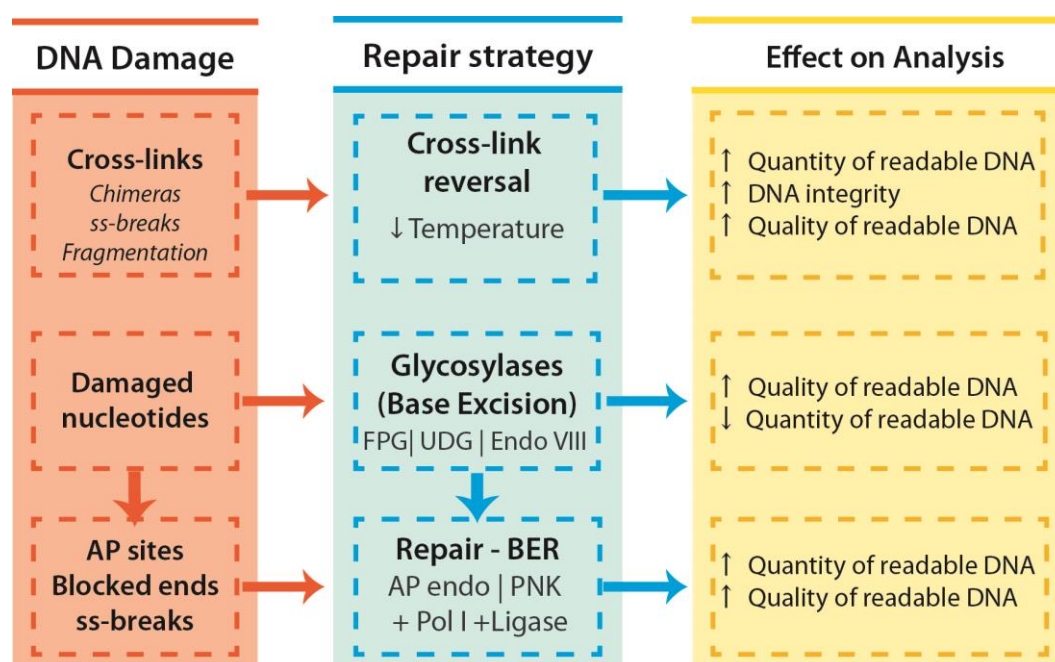 DNA Damage
Repair strategy
Effect on Analysis
Cross-links
Chimeras
ss-breaks
Fragmentation
Cross-link
reversal
↓ Temperature
↑ Quantity of readable DNA
↑ DNA integrity
↑ Quality of readable DNA
Damaged
nucleotides
Glycosylases
(Base Excision)
FPG| UDG | Endo VIII
↑ Quality of readable DNA
↓ Quantity of readable DNA
AP sites
Blocked ends
ss-breaks
Repair - BER
AP endo | PNK
+ Pol I +Ligase
↑ Quantity of readable DNA
↑ Quality of readable DNA